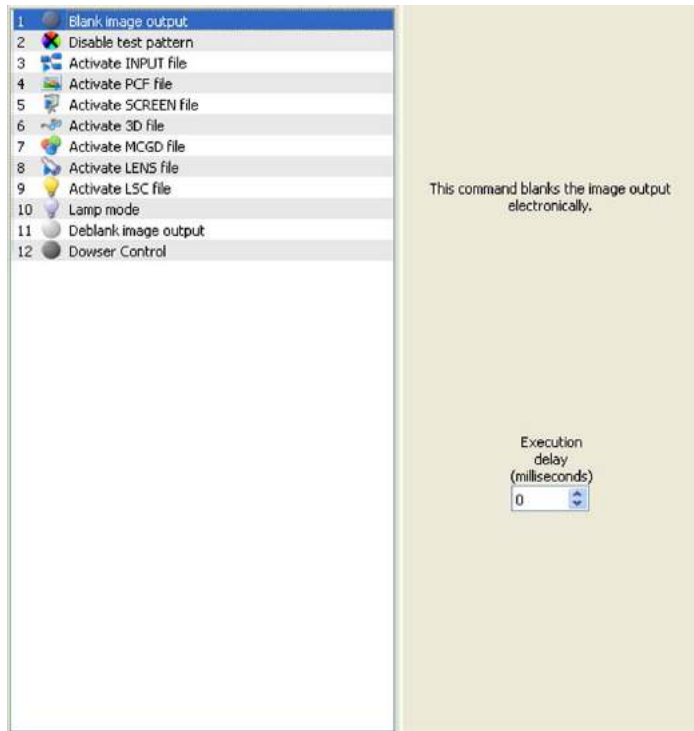 1 Blank image output
2 Disable test pattern
3 Activate INPUT file
4 Activate PCF file
5 Activate SCREEN file
6 Activate 3D file
7 Activate MCGD file
8 Activate LENS file
9 Activate LSC file
10 Lamp mode
11 Deblank image output
12 Dowser Control
This command blanks the image output
electronically.
Execution
delay
(milliseconds)
0